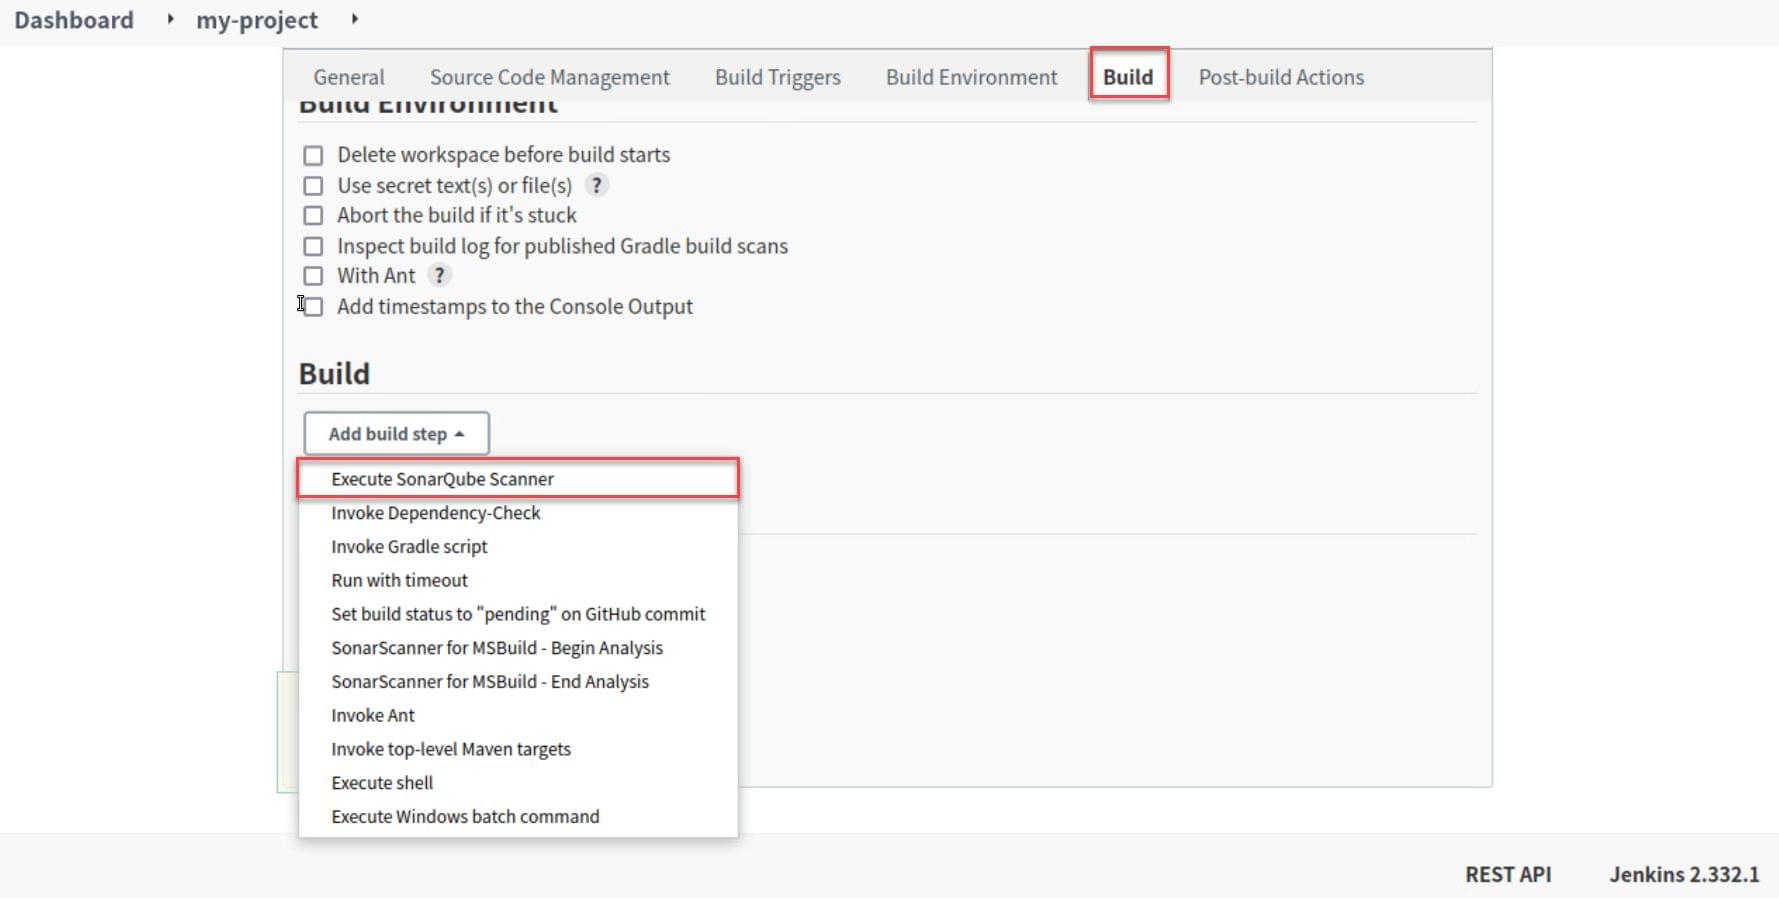 Dashboard my-project
General Source Code Management Build Triggers Build Environment Build Post-build Actions
Build Environment
Delete workspace before build starts
Use secret text(s) or file(s) ?
Abort the build if it's stuck
Inspect build log for published Gradle build scans
With Ant ?
Add timestamps to the Console Output
Build
Add build step
Execute SonarQube Scanner
Invoke Dependency-Check
Invoke Gradle script
Run with timeout
Set build status to "pending" on GitHub commit
SonarScanner for MSBuild - Begin Analysis
SonarScanner for MSBuild - End Analysis
Invoke Ant
Invoke top-level Maven targets
Execute shell
Execute Windows batch command
REST API Jenkins 2.332.1